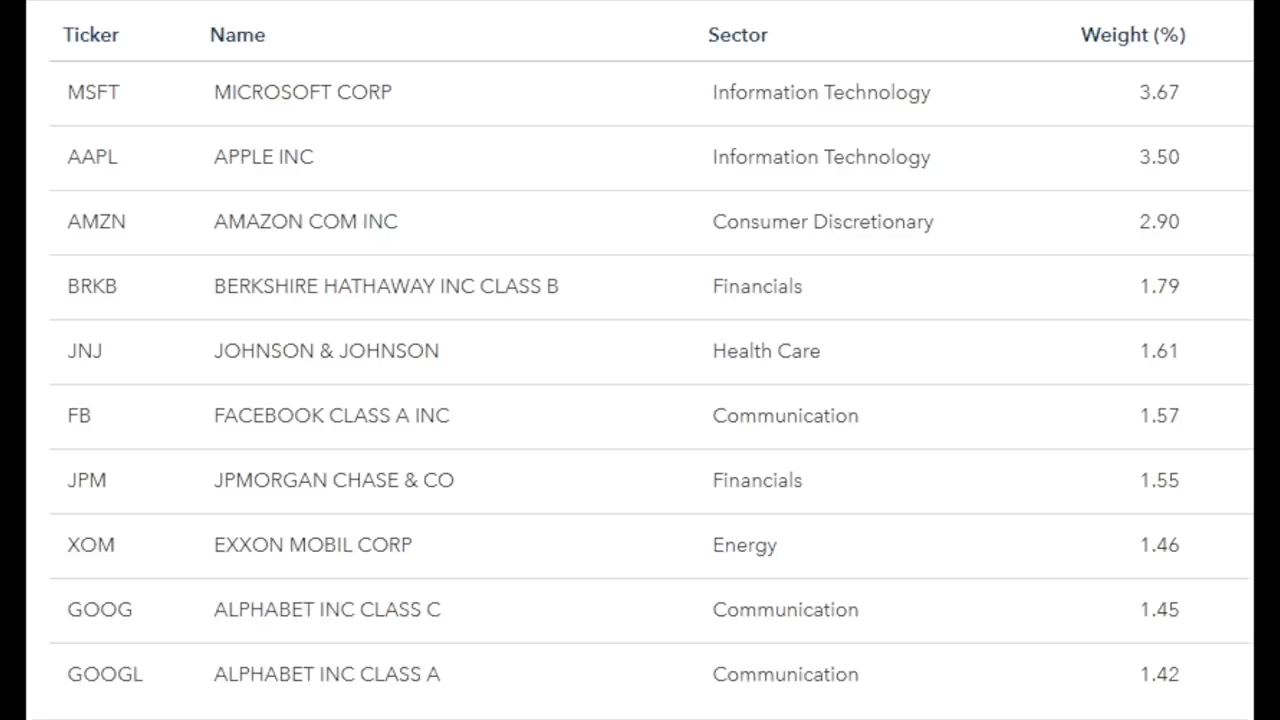 Ticker Name Sector Weight (%)
MSFT MICROSOFT CORP Information Technology 3.67
AAPL APPLE INC Information Technology 3.50
AMZN AMAZON COM INC Consumer Discretionary 2.90
BRKB BERKSHIRE HATHAWAY INC CLASS B Financials 1.79
JNJ JOHNSON & JOHNSON Health Care 1.61
FB FACEBOOK CLASS A INC Communication 1.57
JPM JPMORGAN CHASE & CO Financials 1.55
XOM EXXON MOBIL CORP Energy 1.46
GOOG ALPHABET INC CLASS C Communication 1.45
GOOGL ALPHABET INC CLASS A Communication 1.42